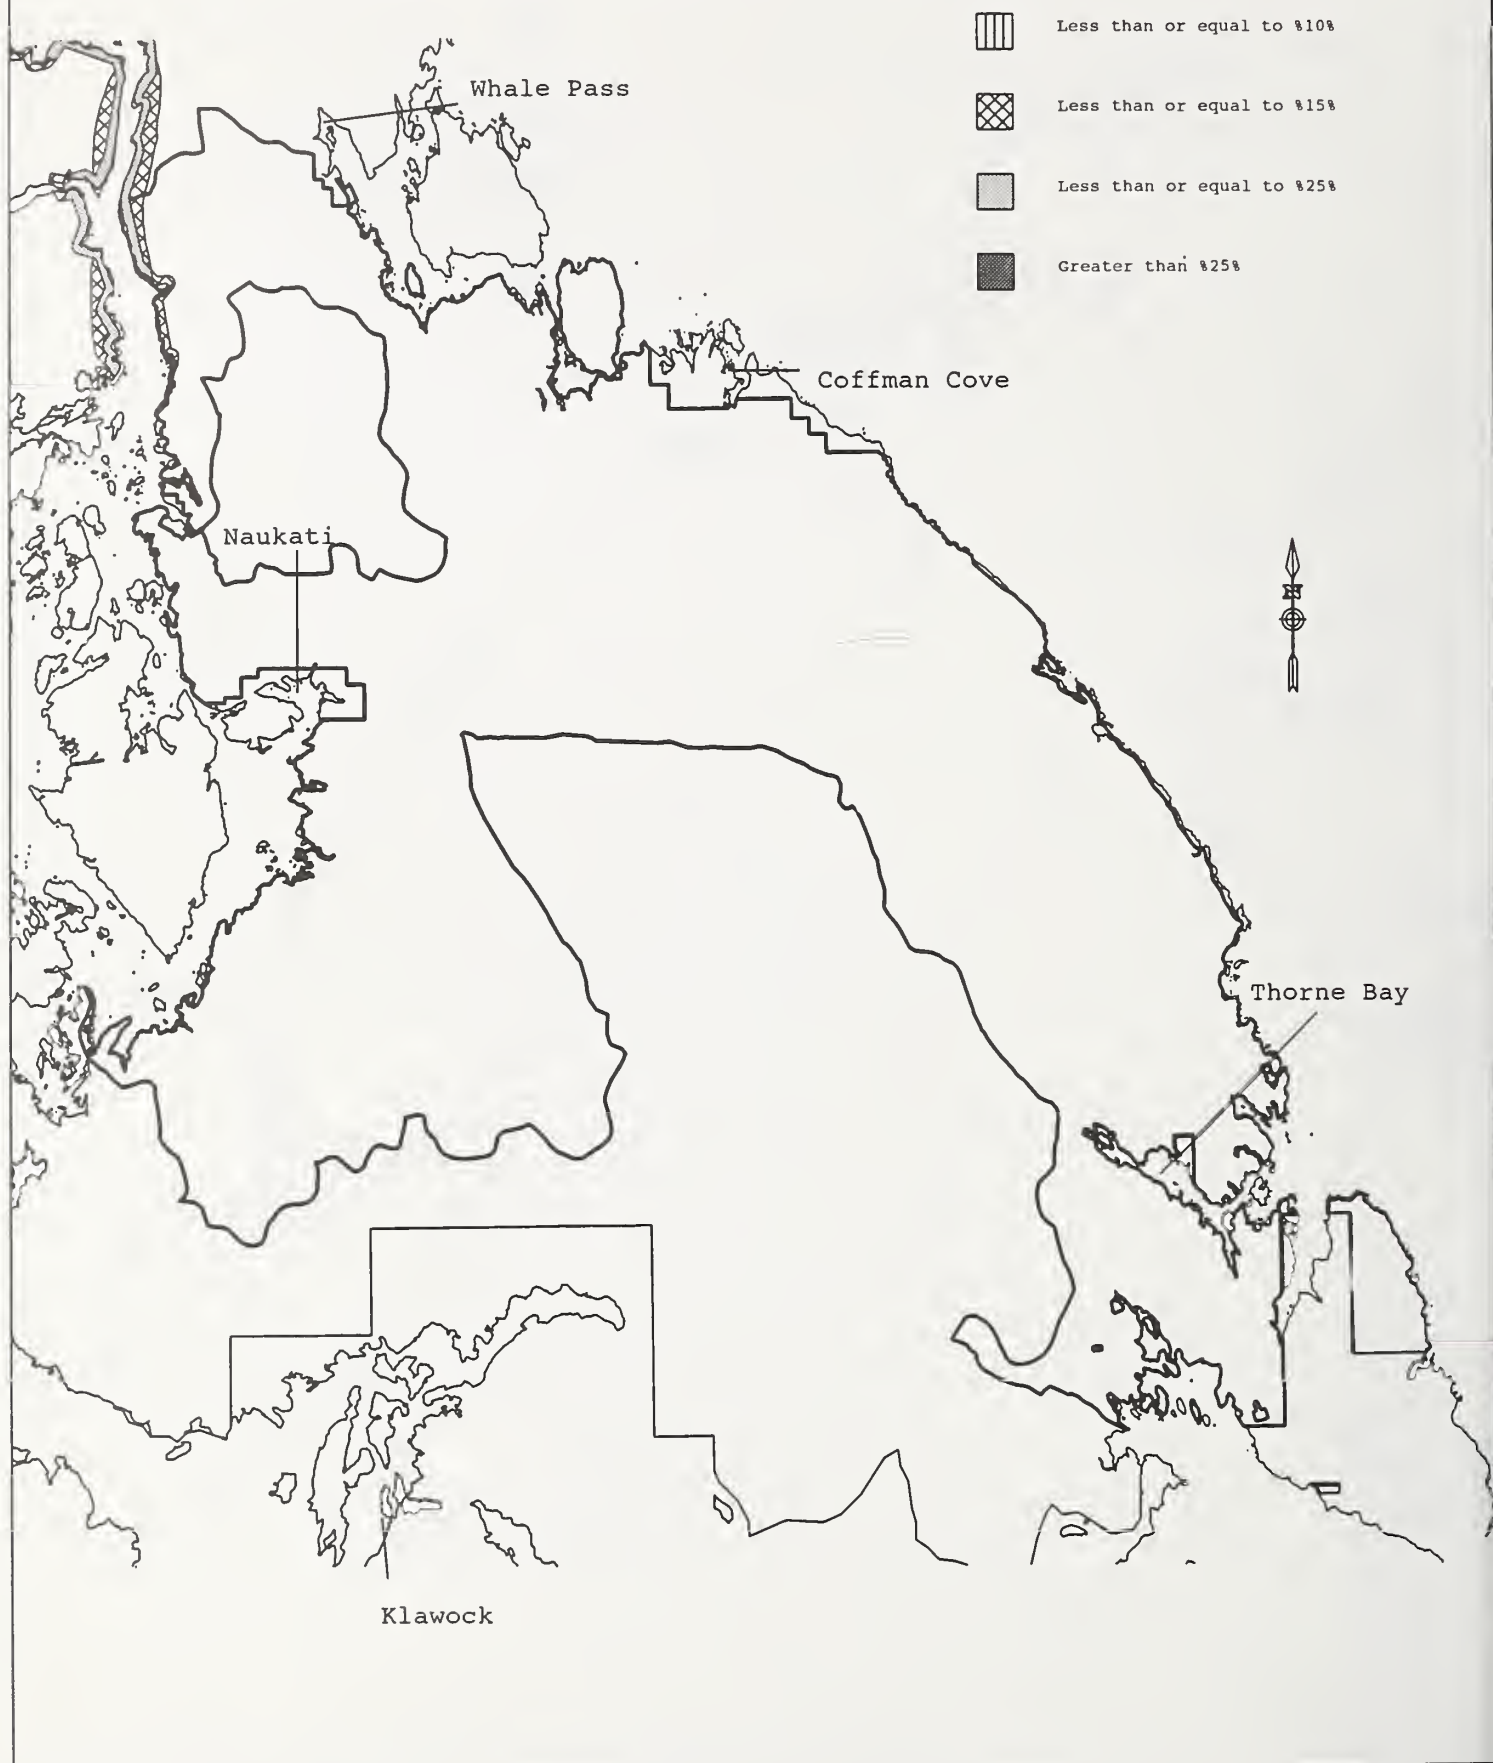 Less than or equal to %10%
Whale Pass
Less than or equal to %15%
Less than or equal to %25%
Greater than %25%
Coffman Cove
Naukati
Thorne Bay
Klawock